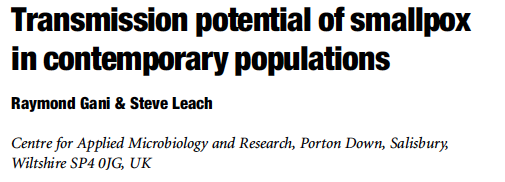 Transmission potential of smallpox
in contemporary populations
Raymond Gani & Steve Leach
Centre for Applied Microbiology and Research, Porton Down, Salisbury,
Wiltshire SP4 0JG, UK